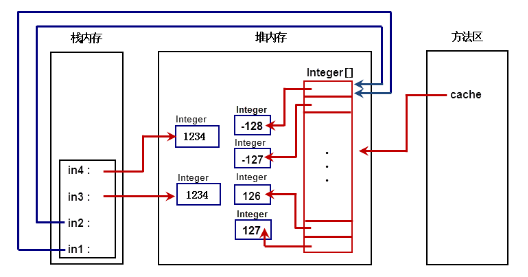 栈内存
堆内存
方法区
Integer[]
cache
Integer
-128
Integer
1234
Integer
-127
Integer
1234
Integer
126
Integer
127
in4 :
in3 :
in2 :
in1 :
.
.
.